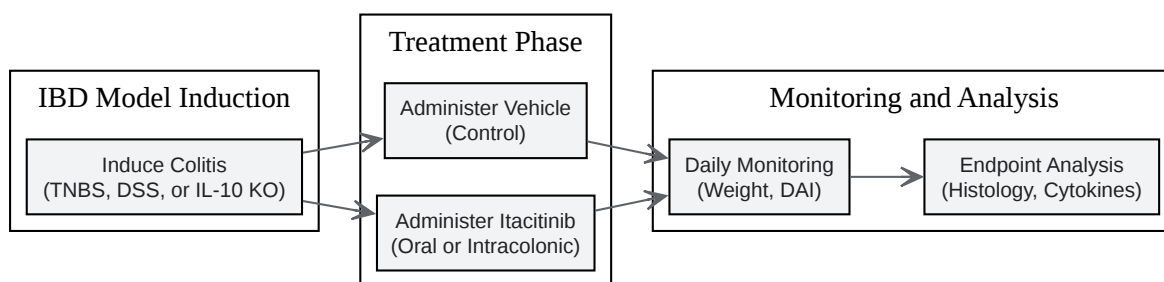 IBD Model Induction
Induce Colitis
(TNBS, DSS, or IL-10 KO)
Treatment Phase
Administer Vehicle
(Control)
Administer Itacitinib
(Oral or Intracolonic)
Monitoring and Analysis
Daily Monitoring
(Weight, DAI)
Endpoint Analysis
(Histology, Cytokines)